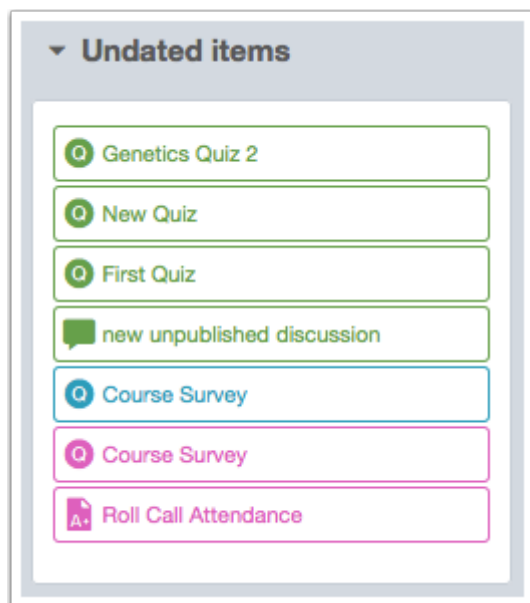 Undated items
Q Genetics Quiz 2
Q New Quiz
Q First Quiz
new unpublished discussion
Q Course Survey
Q Course Survey
A+ Roll Call Attendance